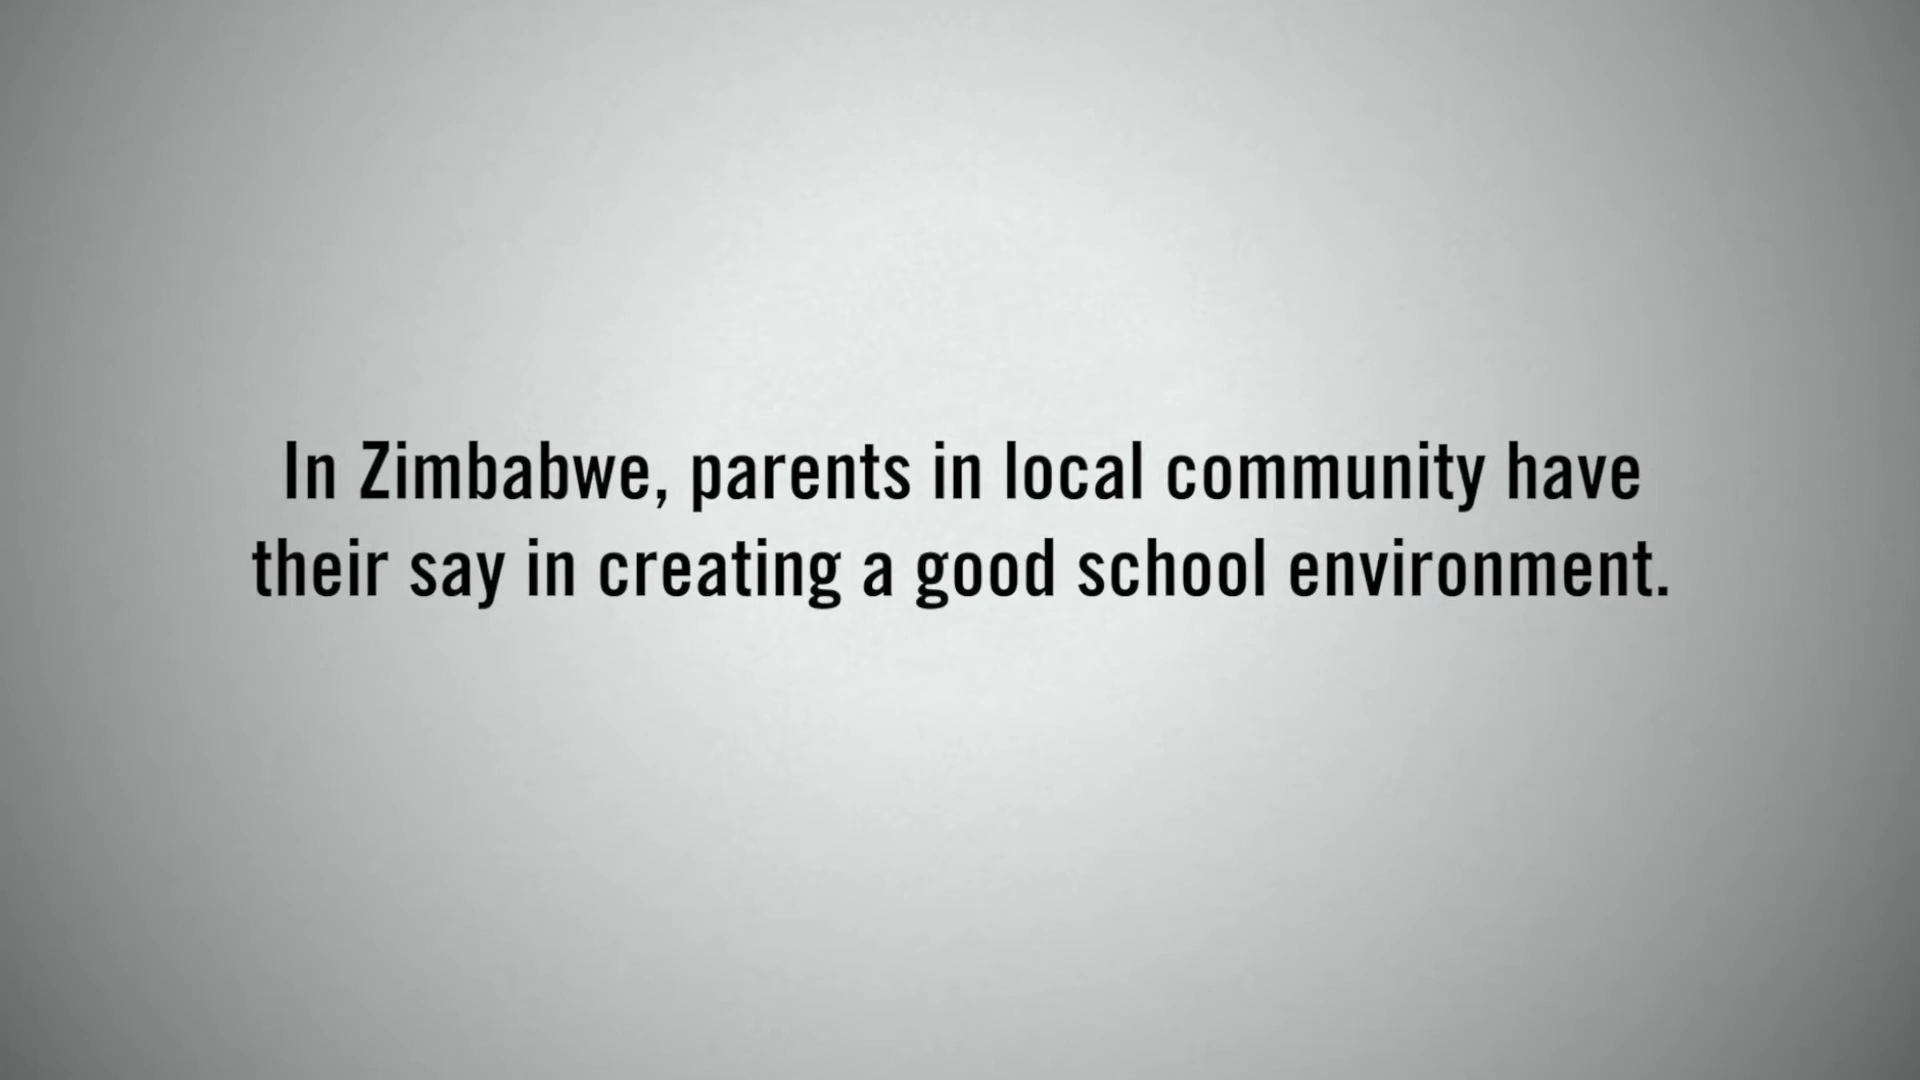 In Zimbabwe, parents in local community have
their say in creating a good school environment.